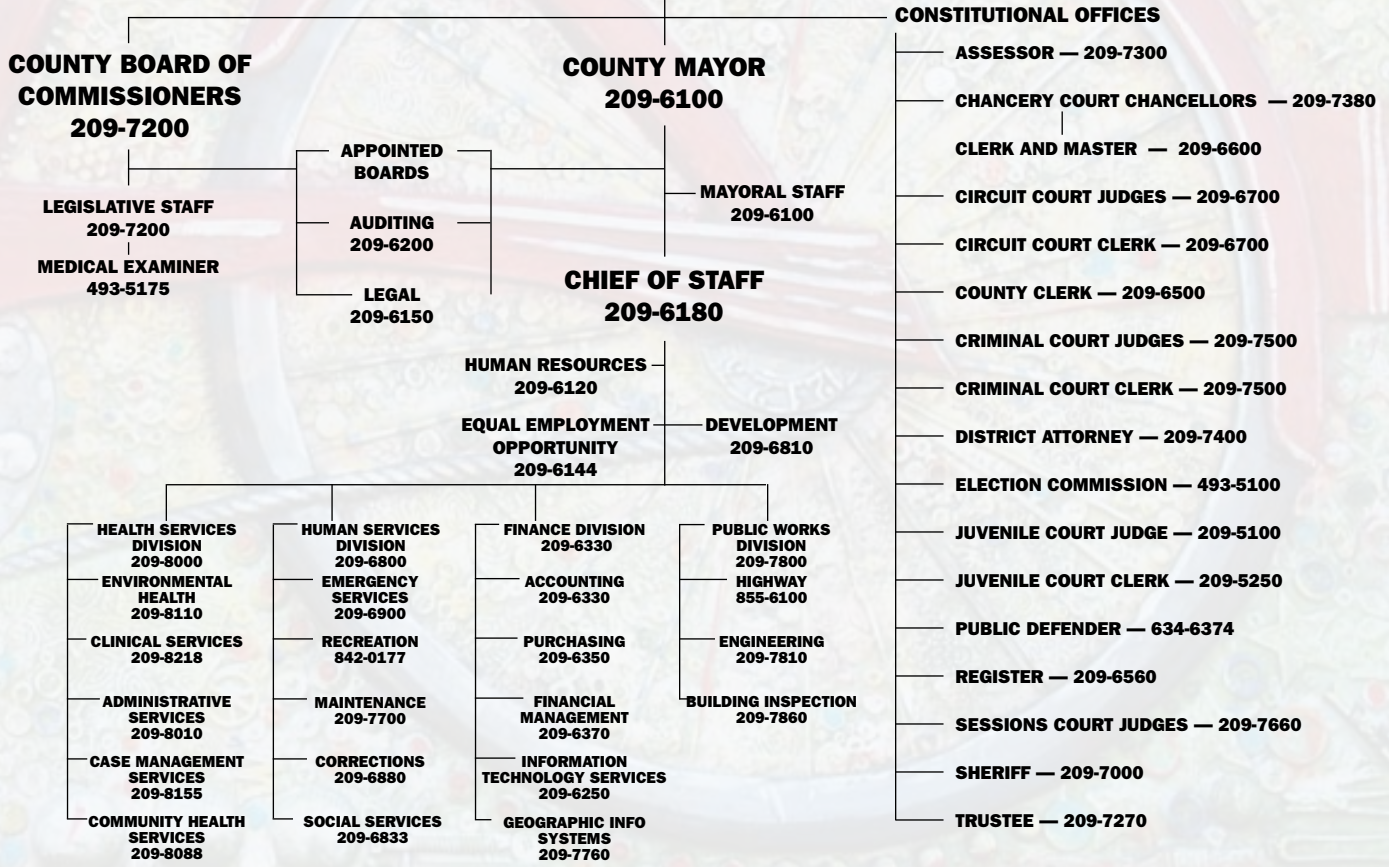 CONSTITUTIONAL OFFICES
COUNTY BOARD OF
COMMISSIONERS
209-7200
COUNTY MAYOR
209-6100
APPOINTED
BOARDS
AUDITING
209-6200
LEGAL
209-6150
LEGISLATIVE STAFF
209-7200
MEDICAL EXAMINER
493-5175
MAYORAL STAFF
209-6100
CHIEF OF STAFF
209-6180
HUMAN RESOURCES
209-6120
EQUAL EMPLOYMENT
OPPORTUNITY
209-6144
DEVELOPMENT
209-6810
HEALTH SERVICES
DIVISION
209-8000
ENVIRONMENTAL
HEALTH
209-8110
CLINICAL SERVICES
209-8218
ADMINISTRATIVE
SERVICES
209-8010
CASE MANAGEMENT
SERVICES
209-8155
COMMUNITY HEALTH
SERVICES
209-8088
HUMAN SERVICES
DIVISION
209-6800
EMERGENCY
SERVICES
209-6900
RECREATION
842-0177
MAINTENANCE
209-7700
CORRECTIONS
209-6880
SOCIAL SERVICES
209-6833
FINANCE DIVISION
209-6330
ACCOUNTING
209-6330
PURCHASING
209-6350
FINANCIAL
MANAGEMENT
209-6370
INFORMATION
TECHNOLOGY SERVICES
209-6250
GEOGRAPHIC INFO
SYSTEMS
209-7760
PUBLIC WORKS
DIVISION
209-7800
HIGHWAY
855-6100
ENGINEERING
209-7810
BUILDING INSPECTION
209-7860
ASSESSOR — 209-7300
CHANCERY COURT CHANCELLORS — 209-7380
CLERK AND MASTER — 209-6600
CIRCUIT COURT JUDGES — 209-6700
CIRCUIT COURT CLERK — 209-6700
COUNTY CLERK — 209-6500
CRIMINAL COURT JUDGES — 209-7500
CRIMINAL COURT CLERK — 209-7500
DISTRICT ATTORNEY — 209-7400
ELECTION COMMISSION — 493-5100
JUVENILE COURT JUDGE — 209-5100
JUVENILE COURT CLERK — 209-5250
PUBLIC DEFENDER — 634-6374
REGISTER — 209-6560
SESSIONS COURT JUDGES — 209-7660
SHERIFF — 209-7000
TRUSTEE — 209-7270